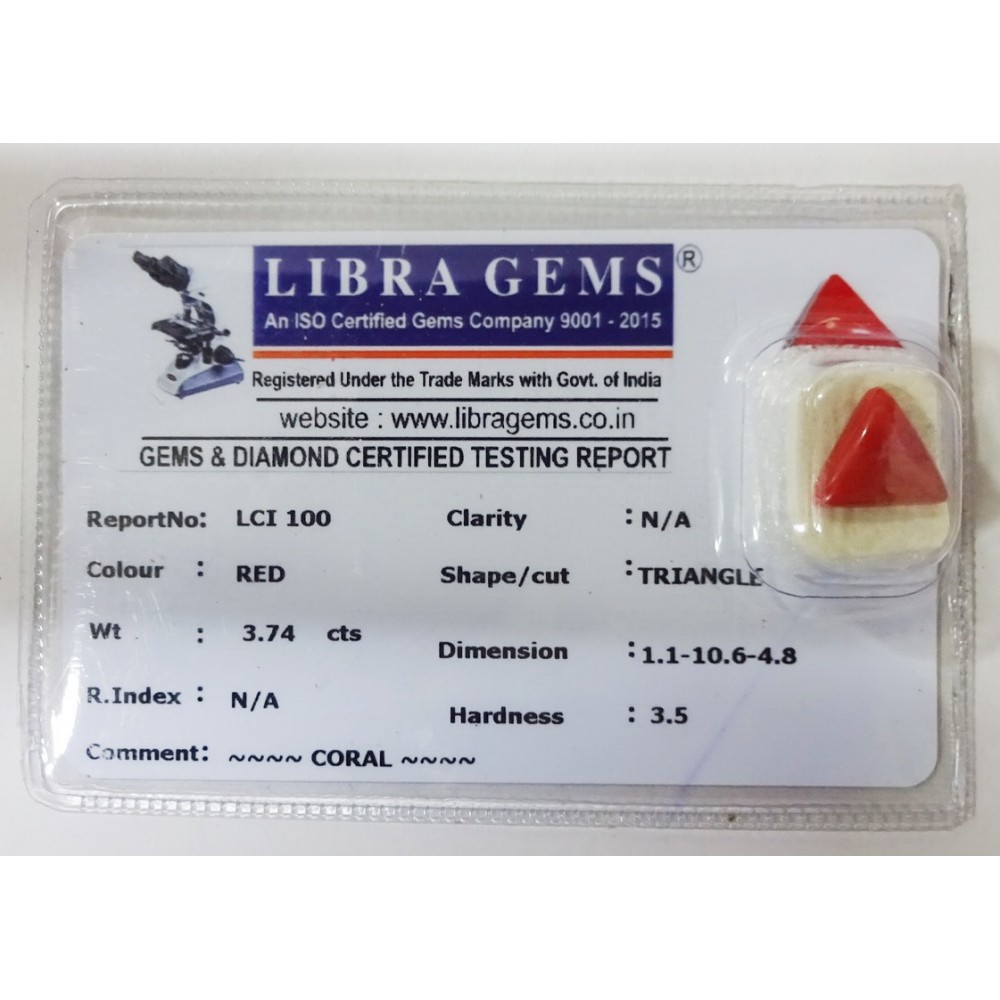 LIBRA GEMS ®
An ISO Certified Gems Company 9001 - 2015
Registered Under the Trade Marks with Govt. of India
website : www.libragems.co.in
GEMS & DIAMOND CERTIFIED TESTING REPORT
ReportNo: LCI 100 Clarity : N/A
Colour : RED Shape/cut : TRIANGLE
Wt : 3.74 cts Dimension : 1.1-10.6-4.8
R.Index : N/A Hardness : 3.5
Comment: ~~~~ CORAL ~~~~